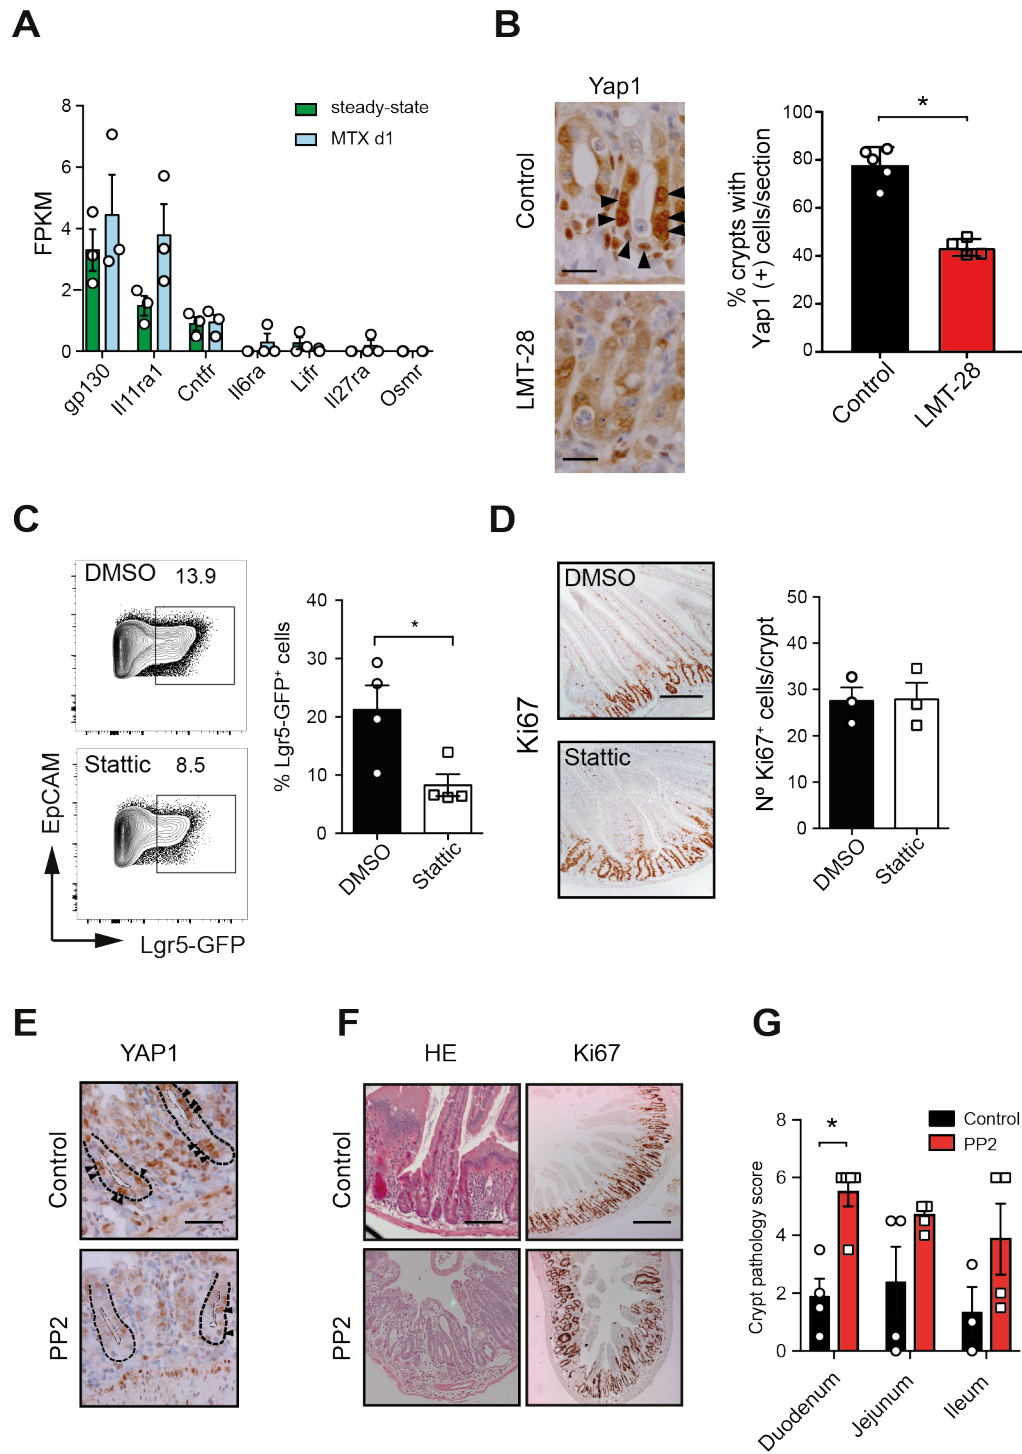 A
8
6
4
2
0
FPKM
steady-state
MTX d1
gp130
Il11ra1
Cntfr
Il6ra
Lifr
Il27ra
Osmr
B
Yap1
Control
LMT-28
100
80
60
40
20
0
% crypts with
Yap1 (+) cells/section
*
Control
LMT-28
C
DMSO 13.9
Stattic 8.5
EpCAM
Lgr5-GFP
40
30
20
10
0
% Lgr5-GFP+ cells
*
DMSO
Stattic
D
Ki67
DMSO
Stattic
50
40
30
20
10
0
Nº Ki67+ cells/crypt
DMSO
Stattic
E
YAP1
Control
PP2
F
HE
Ki67
Control
PP2
G
8
6
4
2
0
Crypt pathology score
*
Control
PP2
Duodenum
Jejunum
Ileum